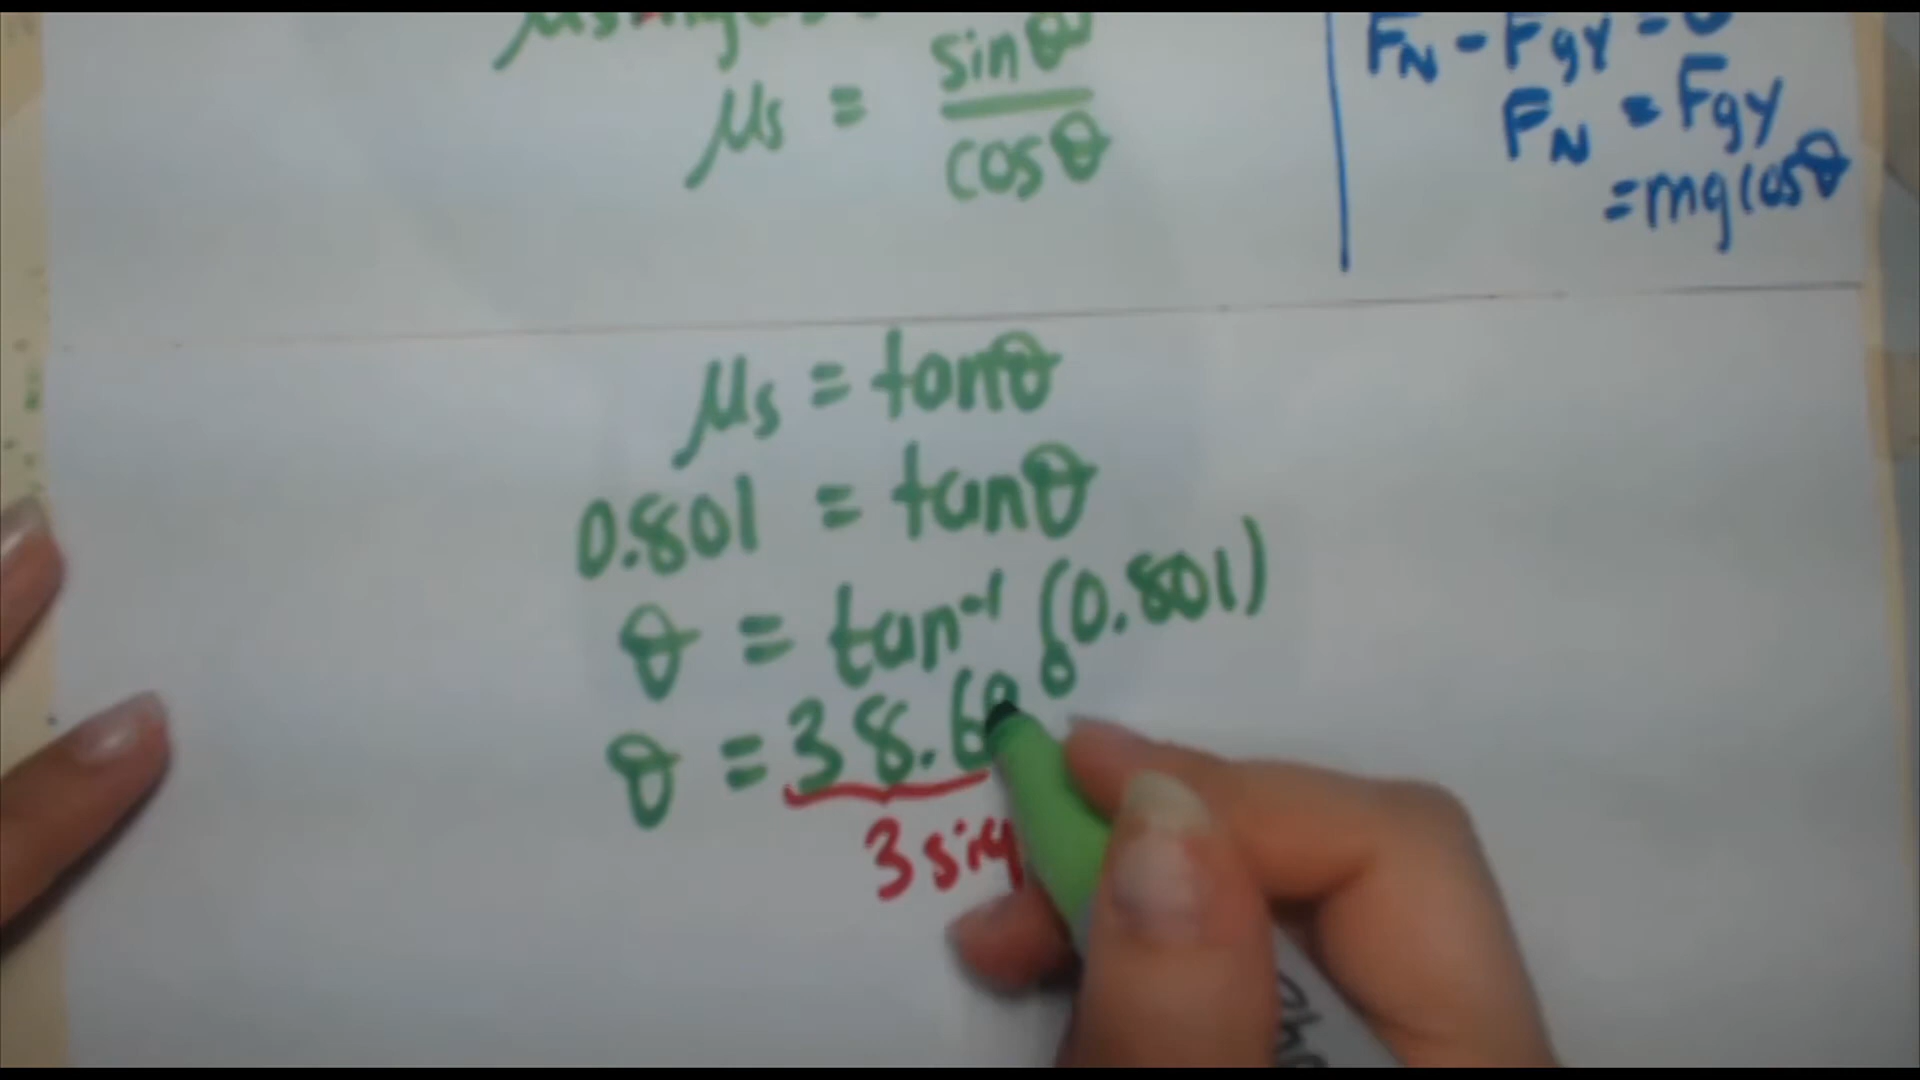 μs = sinθ / cosθ
FN - Fgy = 0
FN = Fgy
= mg cosθ
μs = tanθ
0.801 = tanθ
θ = tan⁻¹ (0.801)
θ = 38.6
3 sig